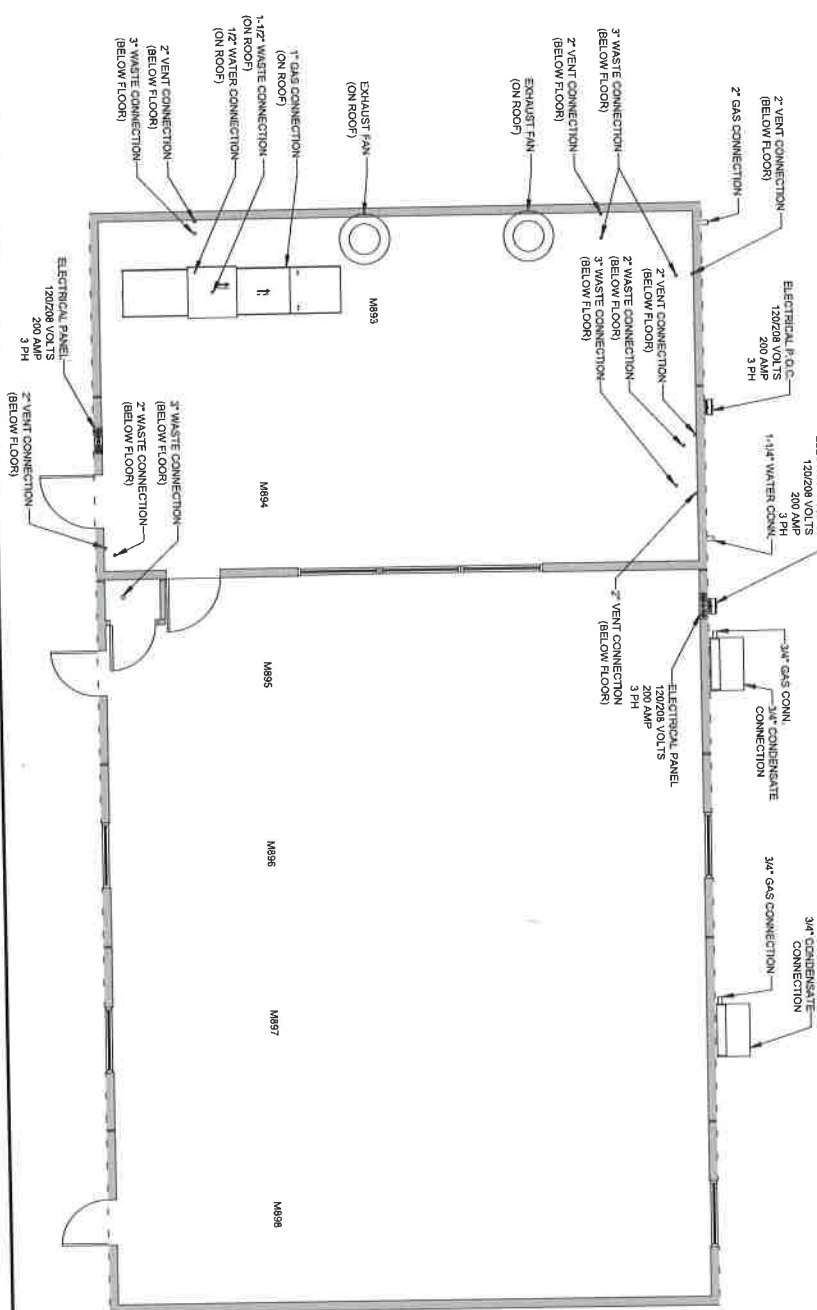 120/208 VOLTS
200 AMP
3 PH
3/4" CONDENSATE
CONNECTION
2" VENT CONNECTION
(BELOW FLOOR)
ELECTRICAL P.O.C.
120/208 VOLTS
200 AMP
3 PH
3/4" GAS CONN.
3/4" CONDENSATE
CONNECTION
1-1/4" WATER CONN.
3/4" GAS CONNECTION
2" GAS CONNECTION
ELECTRICAL PANEL
120/208 VOLTS
200 AMP
3 PH
2" VENT CONNECTION
(BELOW FLOOR)
3" WASTE CONNECTION
(BELOW FLOOR)
2" VENT CONNECTION
(BELOW FLOOR)
2" VENT CONNECTION
(BELOW FLOOR)
2" WASTE CONNECTION
(BELOW FLOOR)
3" WASTE CONNECTION
(BELOW FLOOR)
EXHAUST FAN
(ON ROOF)
EXHAUST FAN
(ON ROOF)
M893
M894
M895
M896
M897
M898
1" GAS CONNECTION
(ON ROOF)
1-1/2" WASTE CONNECTION
(ON ROOF)
1/2" WATER CONNECTION
(ON ROOF)
2" VENT CONNECTION
(BELOW FLOOR)
3" WASTE CONNECTION
(BELOW FLOOR)
3" WASTE CONNECTION
(BELOW FLOOR)
2" WASTE CONNECTION
(BELOW FLOOR)
ELECTRICAL PANEL
120/208 VOLTS
200 AMP
3 PH
2" VENT CONNECTION
(BELOW FLOOR)